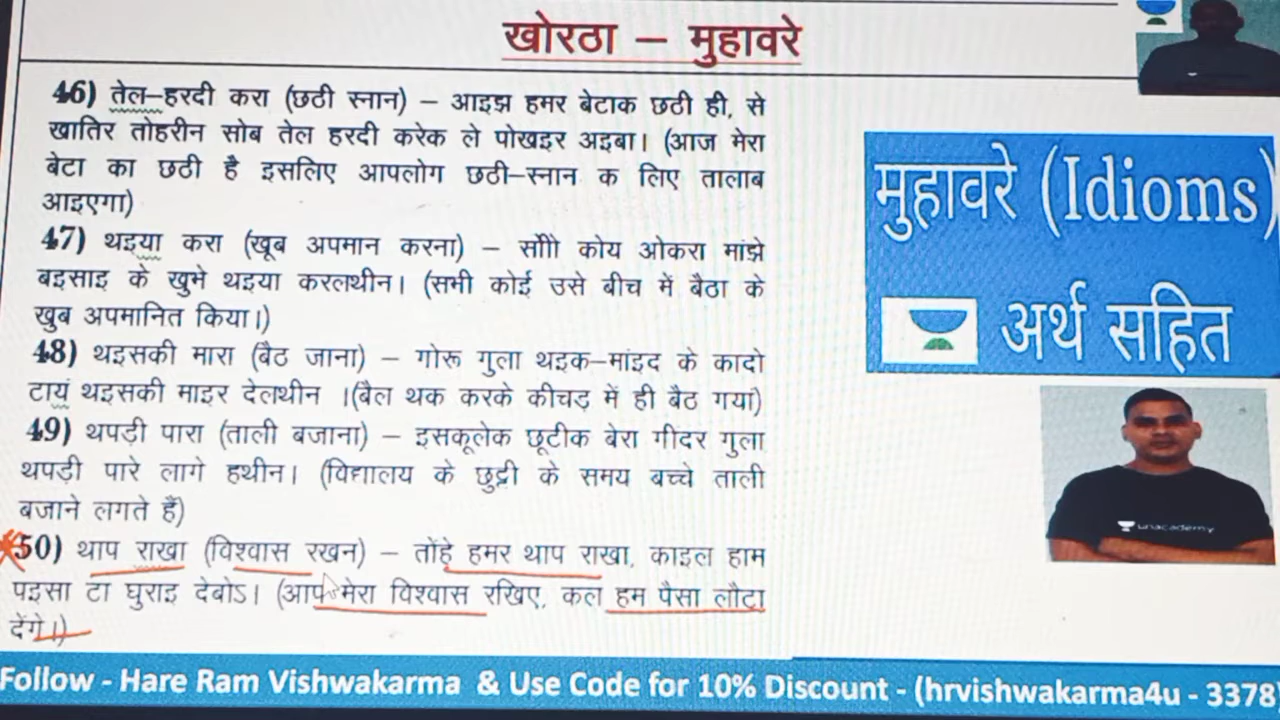 खोरठा – मुहावरे
46) तेल–हरदी करा (छठी स्नान) – आइझ हमर बेटाक छठी ही, से
खातिर तोहरीन सोब तेल हरदी करेक ले पोखइर अइबा। (आज मेरा
बेटा का छठी है इसलिए आपलोग छठी–स्नान क लिए तालाब
आइएगा)
47) थइया करा (खूब अपमान करना) – सोंगे कोय ओकरा मांझे
बइसाइ के खुभे थइया करलथीन। (सभी कोई उसे बीच में बैठा के
खुब अपमानित किया।)
48) थइसकी मारा (बैठ जाना) – गोरू गुला थइक–मांइद के कादो
टायं थइसकी माइर देलथीन ।(बैल थक करके कीचड़ में ही बैठ गया)
49) थपड़ी पारा (ताली बजाना) – इसकूलेक छूटीक बेरा गीदर गुला
थपड़ी पारे लागे हथीन। (विद्यालय के छुट्टी के समय बच्चे ताली
बजाने लगते हैं)
50) थाप राखा (विश्वास रखन) – तोंहे हमर थाप राखा, काइल हाम
पइसा टा घुराइ देबोऽ। (आप मेरा विश्वास रखिए, कल हम पैसा लौटा
देंगे।)
मुहावरे (Idioms)
अर्थ सहित
unacademy
Follow - Hare Ram Vishwakarma & Use Code for 10% Discount - (hrvishwakarma4u - 3378)